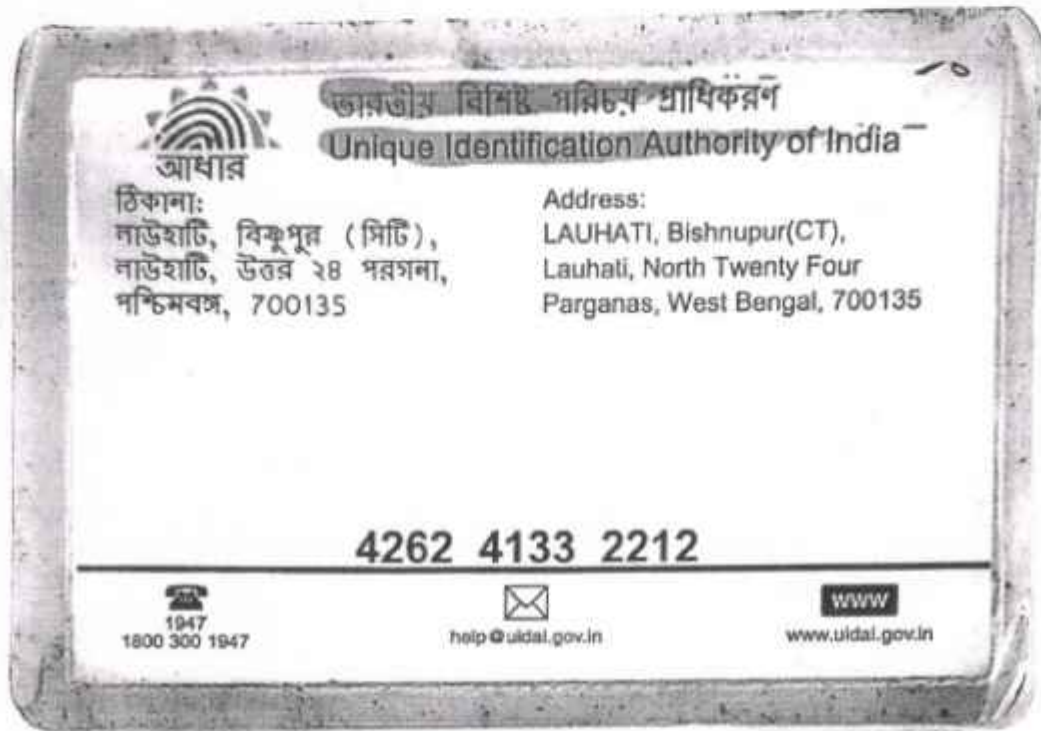 ভারতীয় বিশিষ্ট পরিচয় প্রাধিকরণ
Unique Identification Authority of India
আধার
ঠিকানা:
লাউহাটি, বিষ্ণুপুর (সিটি),
লাউহাটি, উত্তর ২৪ পরগনা,
পশ্চিমবঙ্গ, 700135
Address:
LAUHATI, Bishnupur(CT),
Lauhati, North Twenty Four
Parganas, West Bengal, 700135
4262 4133 2212
1947
1800 300 1947
help@uidai.gov.in
www
www.uidai.gov.in